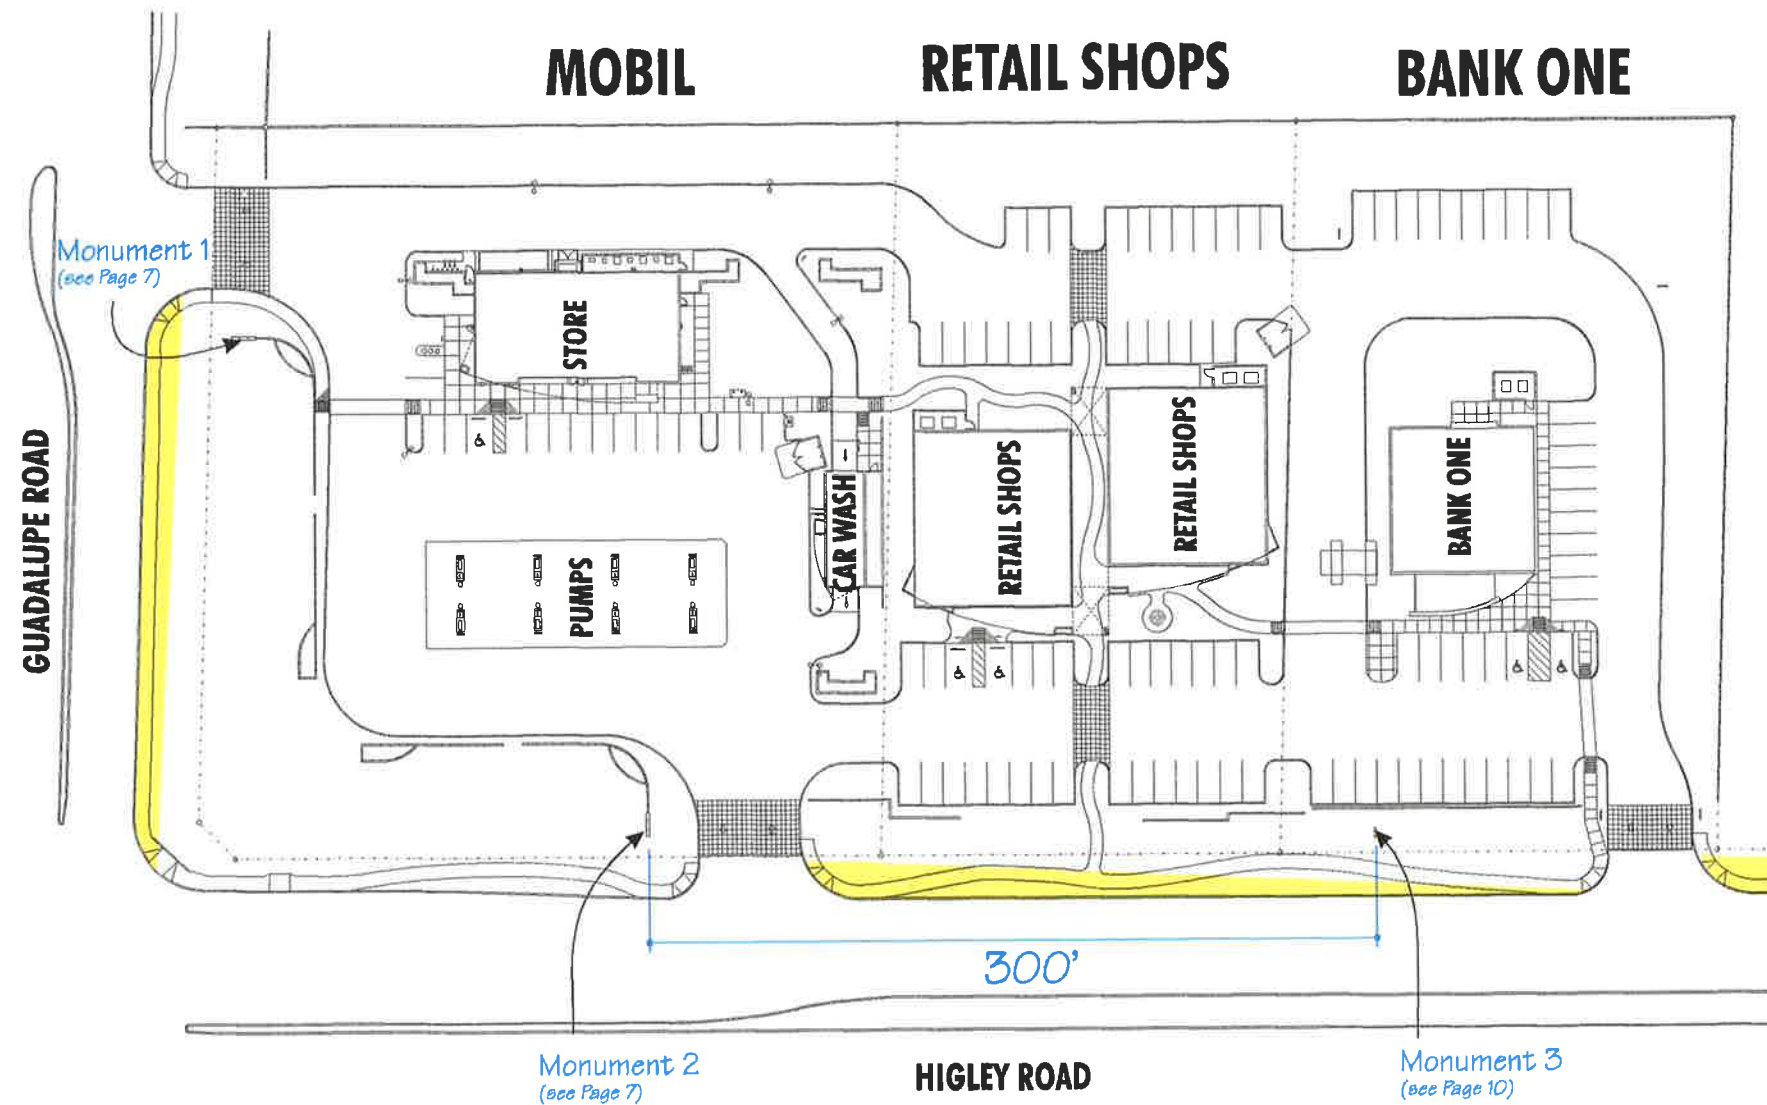 MOBIL
RETAIL SHOPS
BANK ONE
Monument 1
(see Page 7)
GUADALUPE ROAD
STORE
PUMPS
CAR WASH
RETAIL SHOPS
RETAIL SHOPS
BANK ONE
300'
Monument 2
(see Page 7)
HIGLEY ROAD
Monument 3
(see Page 10)